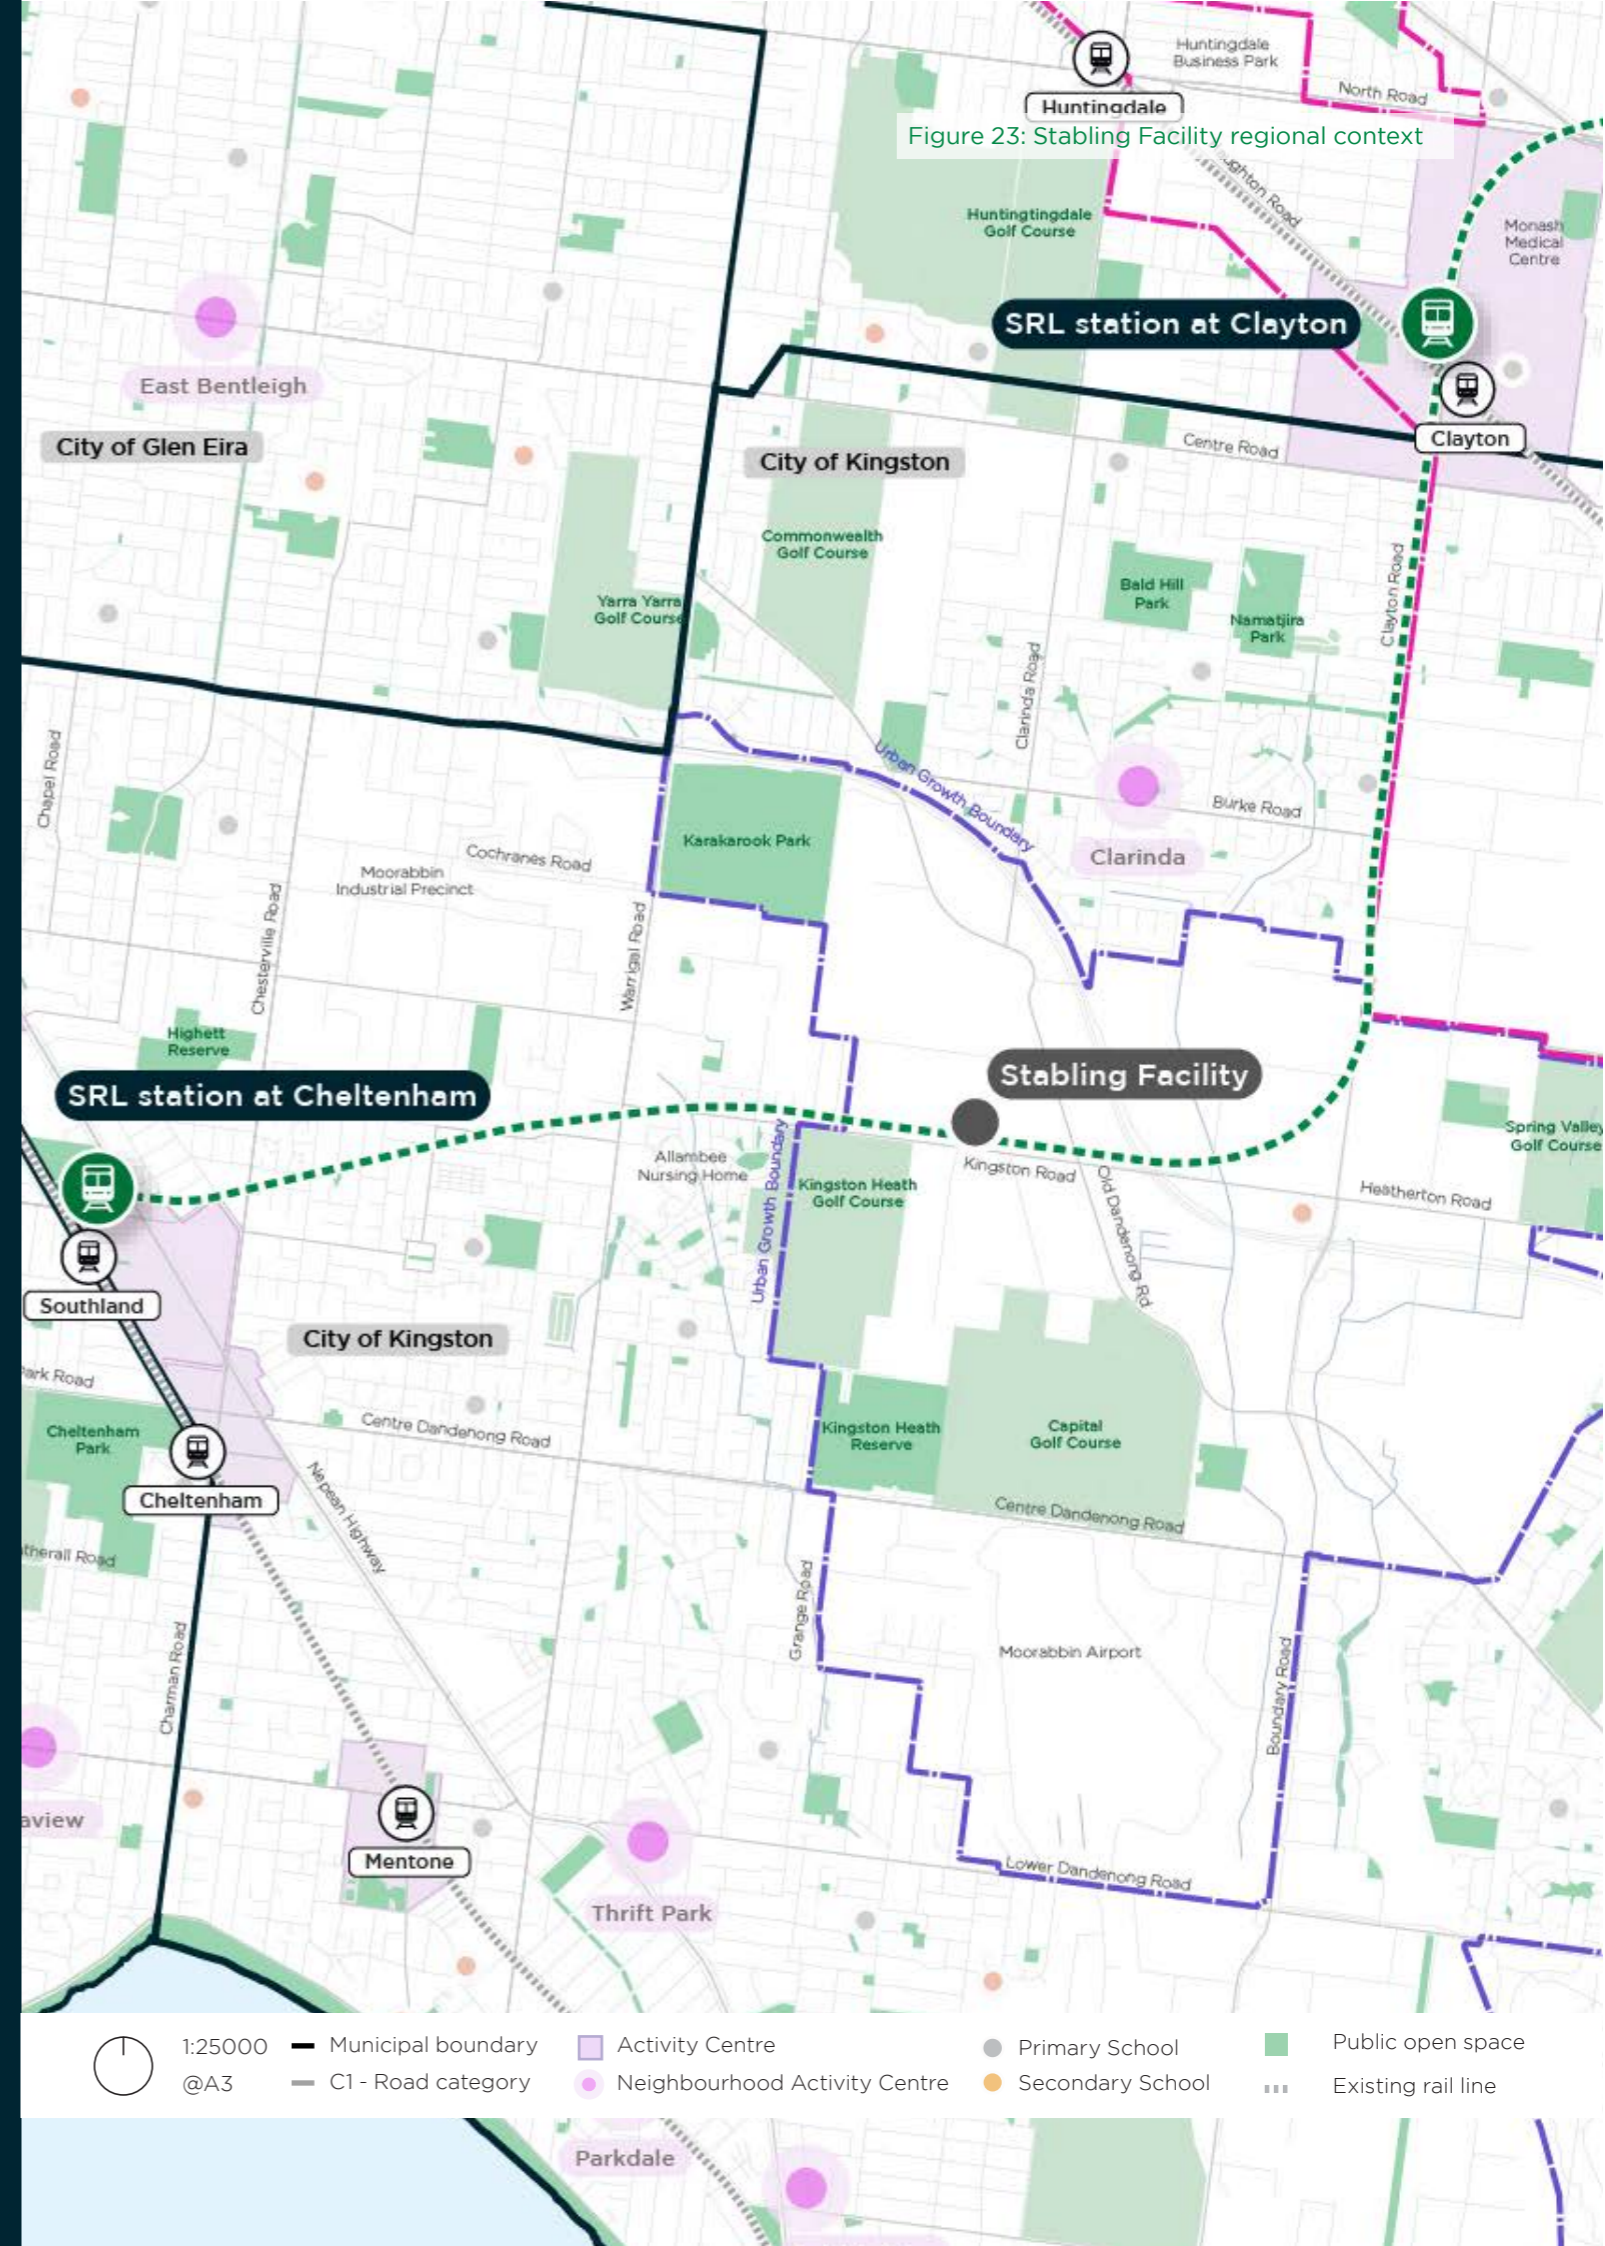 Huntingdale
Business Park
North Road
Huntingdale
Figure 23: Stabling Facility regional context
Road
Huntingtingdale
Golf Course
Monash
Medical
Centre
SRL station at Clayton
East Bentleigh
Clayton
City of Glen Eira
Centre Road
City of Kingston
Commonwealth
Golf Course
Clayton Road
Bald Hill
Park
Yarra Yarra
Golf Course
Namatjira
Park
Clarinda Road
Chapel Road
Urban Growth Boundary
Burke Road
Karakarook Park
Clarinda
Cochranes Road
Moorabbin
Industrial Precinct
Chesterville Road
Warrigal Road
Highett
Reserve
Stabling Facility
SRL station at Cheltenham
Spring Valley
Golf Course
Allambee
Nursing Home
Urban Growth Boundary
Kingston Road
Kingston Heath
Golf Course
Old Dandenong Rd
Heatherton Road
Southland
City of Kingston
ark Road
Centre Dandenong Road
Cheltenham
Park
Kingston Heath
Reserve
Capital
Golf Course
Cheltenham
Nepean Highway
Centre Dandenong Road
therall Road
Grange Road
Charman Road
Moorabbin Airport
Boundary Road
aview
Mentone
Lower Dandenong Road
Thrift Park
1:25000
@A3
Municipal boundary
C1 - Road category
Activity Centre
Neighbourhood Activity Centre
Primary School
Secondary School
Public open space
Existing rail line
Parkdale